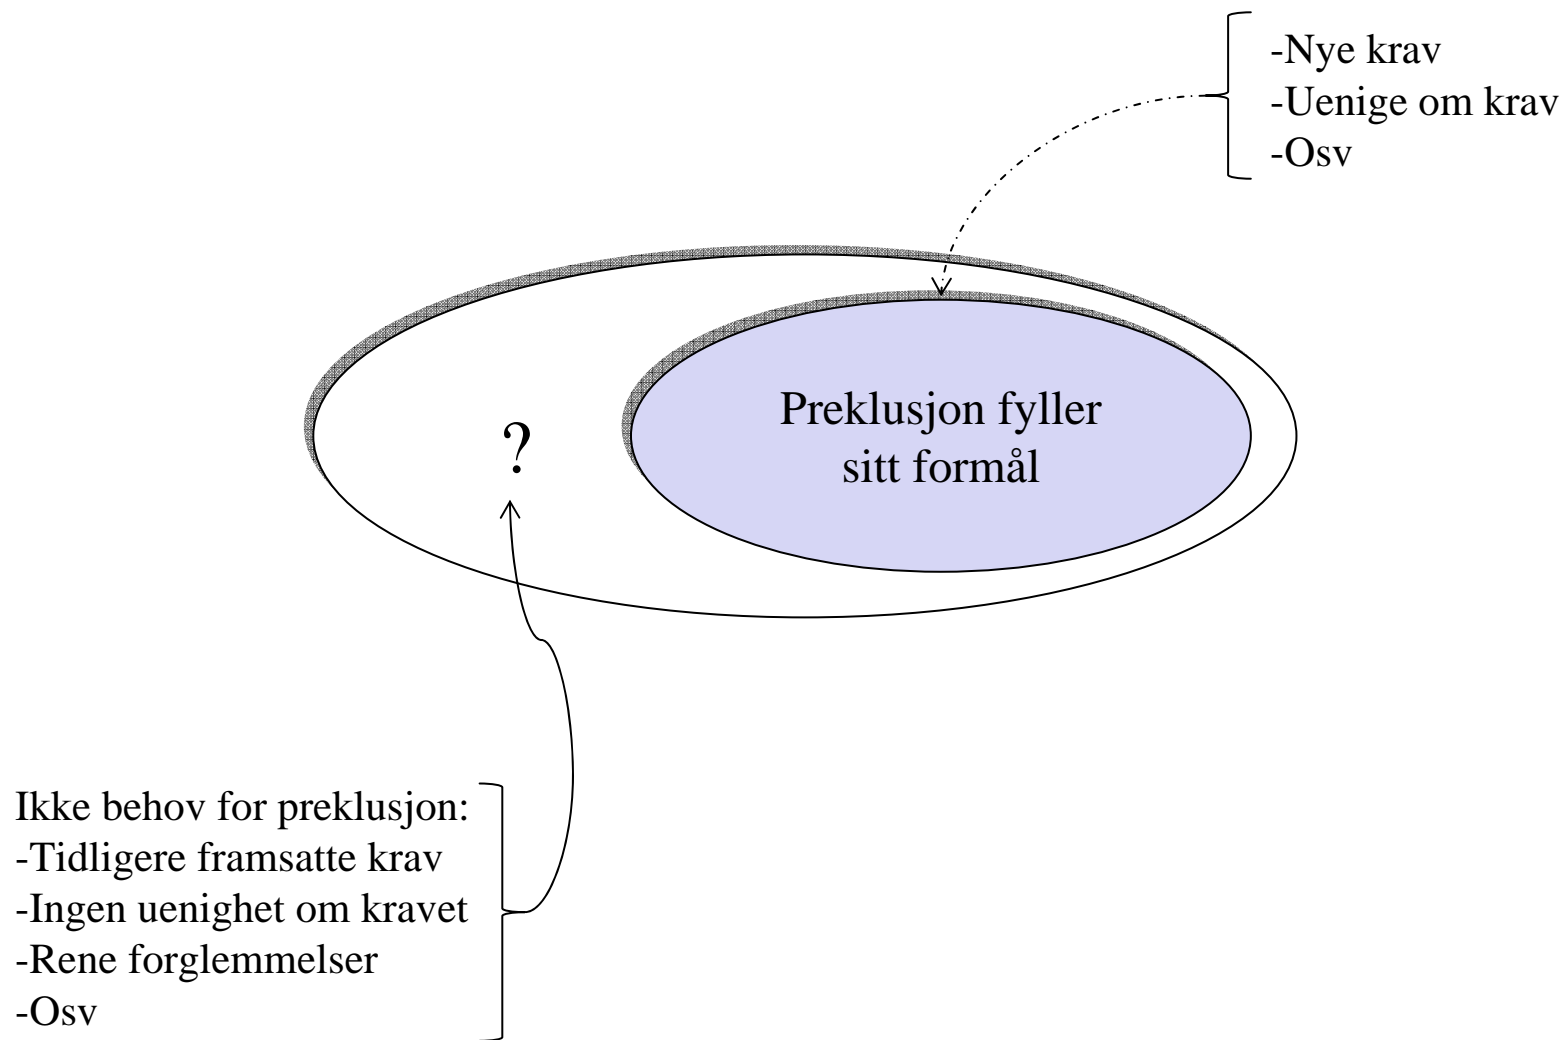 -Nye krav
-Uenige om krav
-Osv
Preklusjon fyller
sitt formål
?
Ikke behov for preklusjon:
-Tidligere framsatte krav
-Ingen uenighet om kravet
-Rene forglemmelser
-Osv